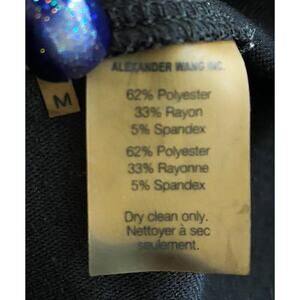 ALEXANDER WANG INC.
M
62% Polyester
33% Rayon
5% Spandex
62% Polyester
33% Rayonne
5% Spandex
Dry clean only.
Nettoyer à sec
seulement.